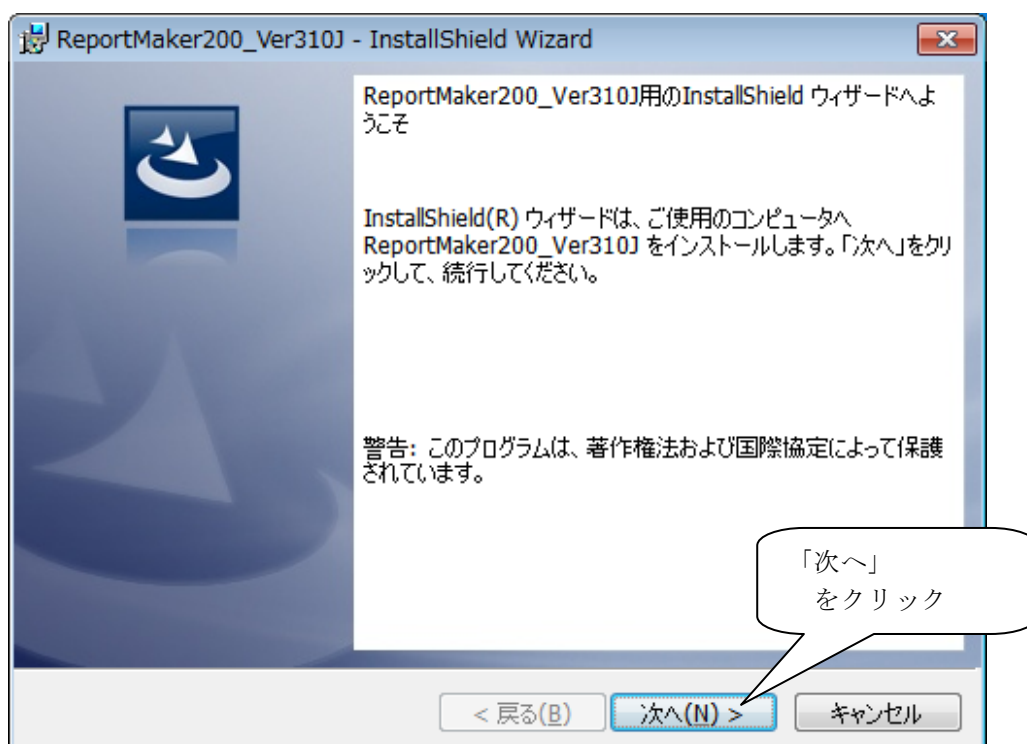 ReportMaker200_Ver310J - InstallShield Wizard
ReportMaker200_Ver310J用のInstallShield ウィザードへよ
うこそ
InstallShield(R) ウィザードは、ご使用のコンピュータへ
ReportMaker200_Ver310J をインストールします。「次へ」をクリ
ックして、続行してください。
警告: このプログラムは、著作権法および国際協定によって保護
されています。
「次へ」
をクリック
< 戻る(B)
次へ(N) >
キャンセル